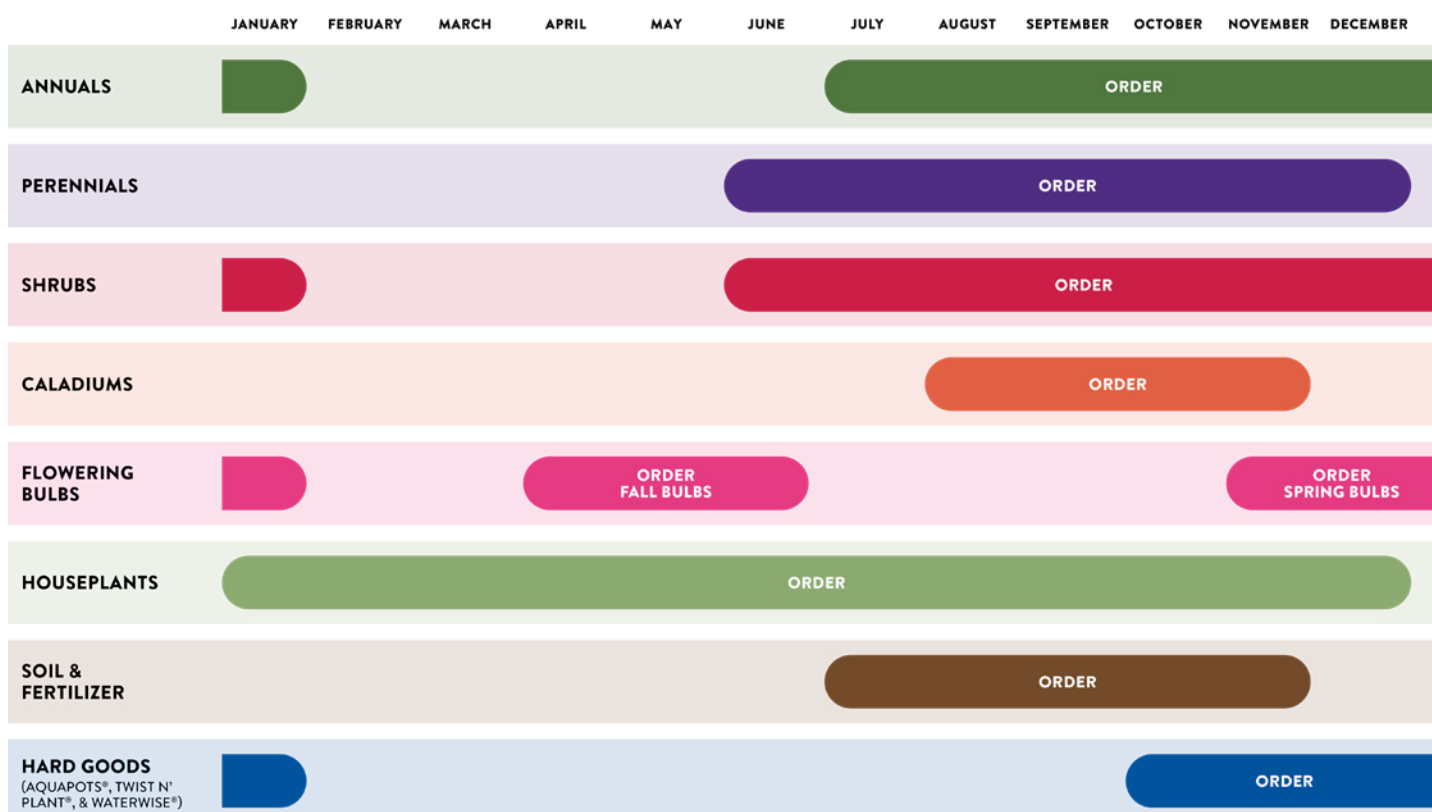 JANUARY FEBRUARY MARCH APRIL MAY JUNE JULY AUGUST SEPTEMBER OCTOBER NOVEMBER DECEMBER
ANNUALS ORDER
PERENNIALS ORDER
SHRUBS ORDER
CALADIUMS ORDER
FLOWERING
BULBS
ORDER
FALL BULBS
ORDER
SPRING BULBS
HOUSEPLANTS ORDER
SOIL &
FERTILIZER
ORDER
HARD GOODS
(AQUAPOTS®, TWIST N'
PLANT®, & WATERWISE®)
ORDER